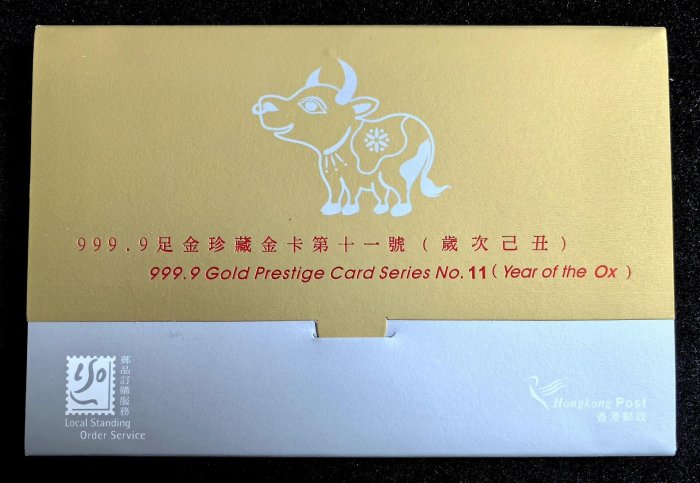 999.9足金珍藏金卡第十一號(歲次己丑)
999.9 Gold Prestige Card Series No. 11 (Year of the Ox)
郵品訂購服務
LSO
Local Standing
Order Service
Hongkong Post
香港郵政